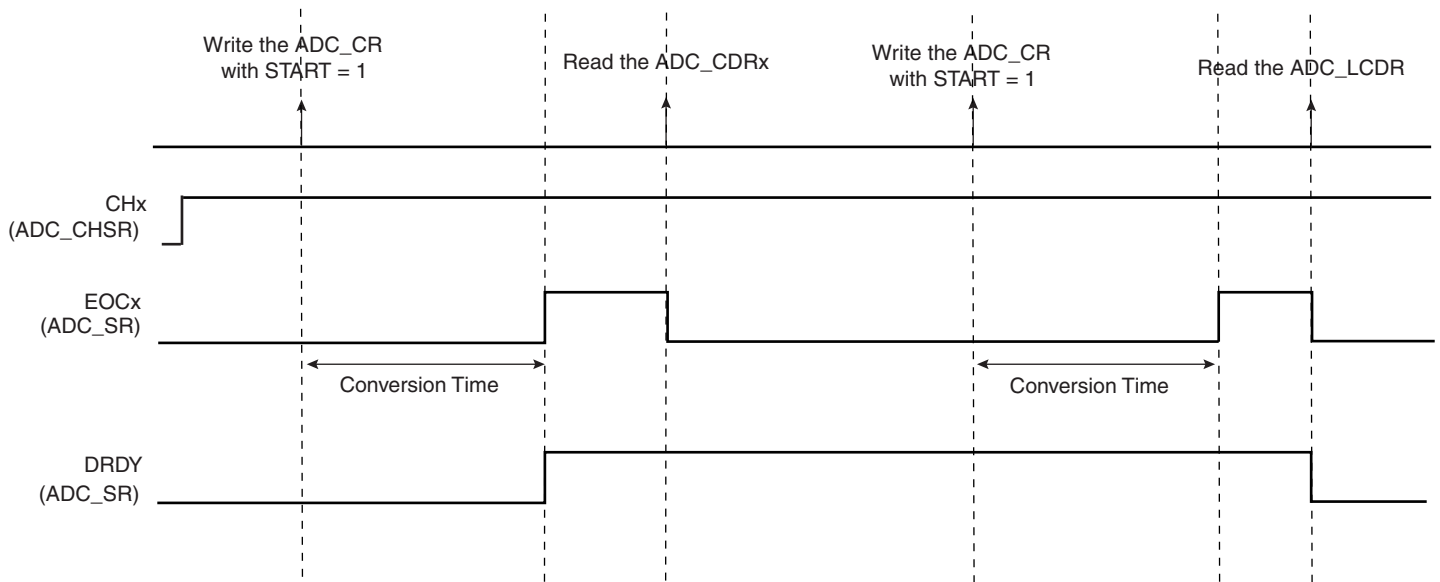 Write the ADC_CR
with START = 1
Read the ADC_CDRx
Write the ADC_CR
with START = 1
Read the ADC_LCDR
CHx
(ADC_CHSR)
EOCx
(ADC_SR)
Conversion Time
Conversion Time
DRDY
(ADC_SR)